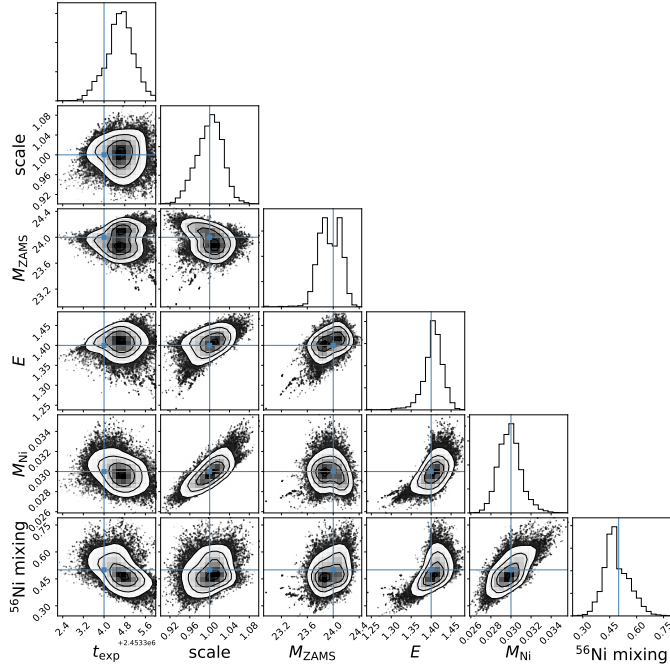 scale
1.08
1.04
1.00
0.96
0.92
M_ZAMS
24.4
24.0
23.6
23.2
E
1.45
1.40
1.35
1.30
1.25
M_Ni
0.034
0.032
0.030
0.028
0.026
⁵⁶Ni mixing
0.75
0.60
0.45
0.30
2.4 3.2 4.0 4.8 5.6
+2.4533e6
t_exp
0.92 0.96 1.00 1.04 1.08
scale
23.2 23.6 24.0 24.4
M_ZAMS
1.25 1.30 1.35 1.40 1.45
E
0.026 0.028 0.030 0.032 0.034
M_Ni
0.30 0.45 0.60 0.75
⁵⁶Ni mixing